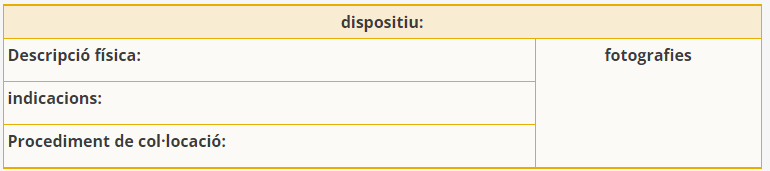 dispositiu:
Descripció física:
fotografies
indicacions:
Procediment de col·locació: